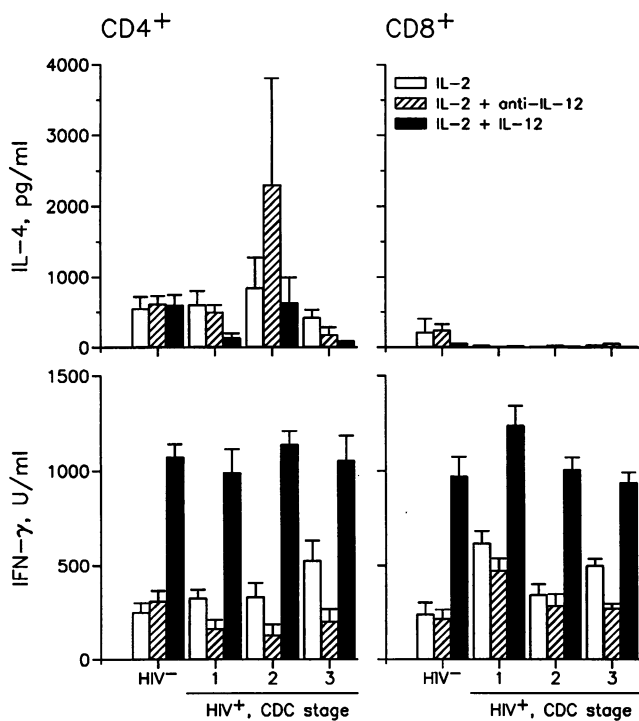 CD4+ CD8+
4000
3000
2000
1000
0
IL-4, pg/ml
IL-2
IL-2 + anti-IL-12
IL-2 + IL-12
1500
1000
500
0
IFN-γ, U/ml
HIV− 1 2 3 HIV− 1 2 3
HIV+, CDC stage HIV+, CDC stage